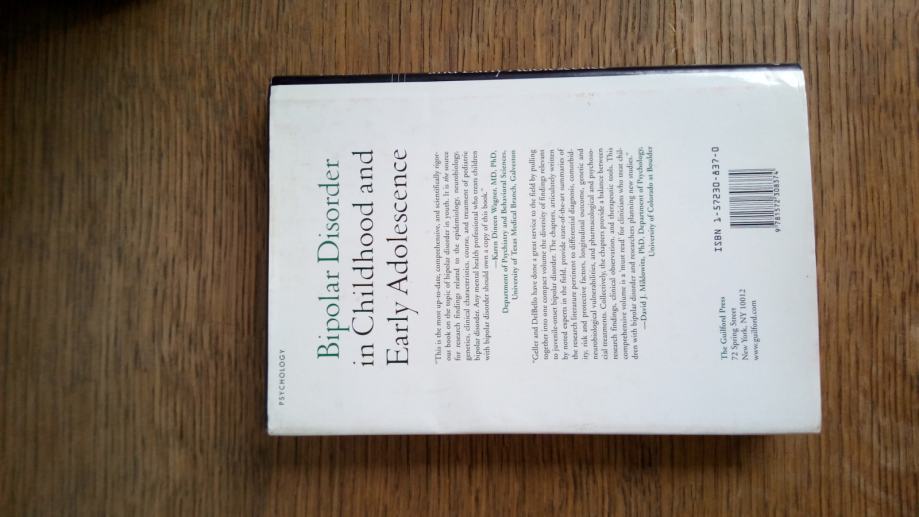 PSYCHOLOGY
Bipolar Disorder
in Childhood and
Early Adolescence
"This is the most up-to-date, comprehensive, and scientifically rigor-
ous book on the topic of bipolar disorder in youth. It is the source
for research findings related to the epidemiology, neurobiology,
genetics, clinical characteristics, course, and treatment of pediatric
bipolar disorder. Any mental health professional who treats children
with bipolar disorder should own a copy of this book."
—Karen Dineen Wagner, MD, PhD,
Department of Psychiatry and Behavioral Sciences,
University of Texas Medical Branch, Galveston
"Geller and DelBello have done a great service to the field by pulling
together into one compact volume the diversity of findings relevant
to juvenile-onset bipolar disorder. The chapters, articulately written
by noted experts in the field, provide state-of-the-art summaries of
the research literature pertinent to differential diagnosis, comorbid-
ity, risk and protective factors, longitudinal outcome, genetic and
neurobiological vulnerabilities, and pharmacological and psychoso-
cial treatments. Collectively, the chapters provide a balance between
research findings, clinical observation, and therapeutic tools. This
comprehensive volume is a 'must read' for clinicians who treat chil-
dren with bipolar disorder and researchers planning new studies."
—David J. Miklowitz, PhD, Department of Psychology,
University of Colorado at Boulder
The Guilford Press
72 Spring Street
New York, NY 10012
www.guilford.com
ISBN 1-57230-837-0
9 781572 308374